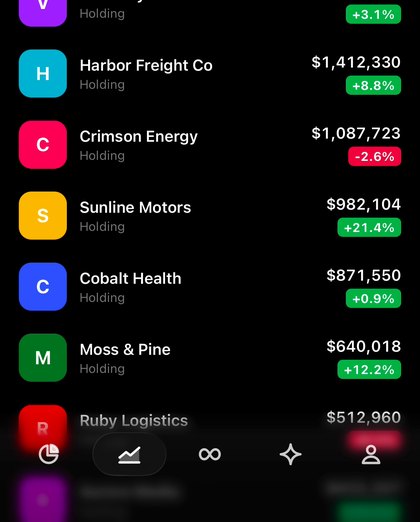 V
Holding
+3.1%
H
Harbor Freight Co
$1,412,330
Holding
+8.8%
C
Crimson Energy
$1,087,723
Holding
-2.6%
S
Sunline Motors
$982,104
Holding
+21.4%
C
Cobalt Health
$871,550
Holding
+0.9%
M
Moss & Pine
$640,018
Holding
+12.2%
R
Ruby Logistics
$512,960